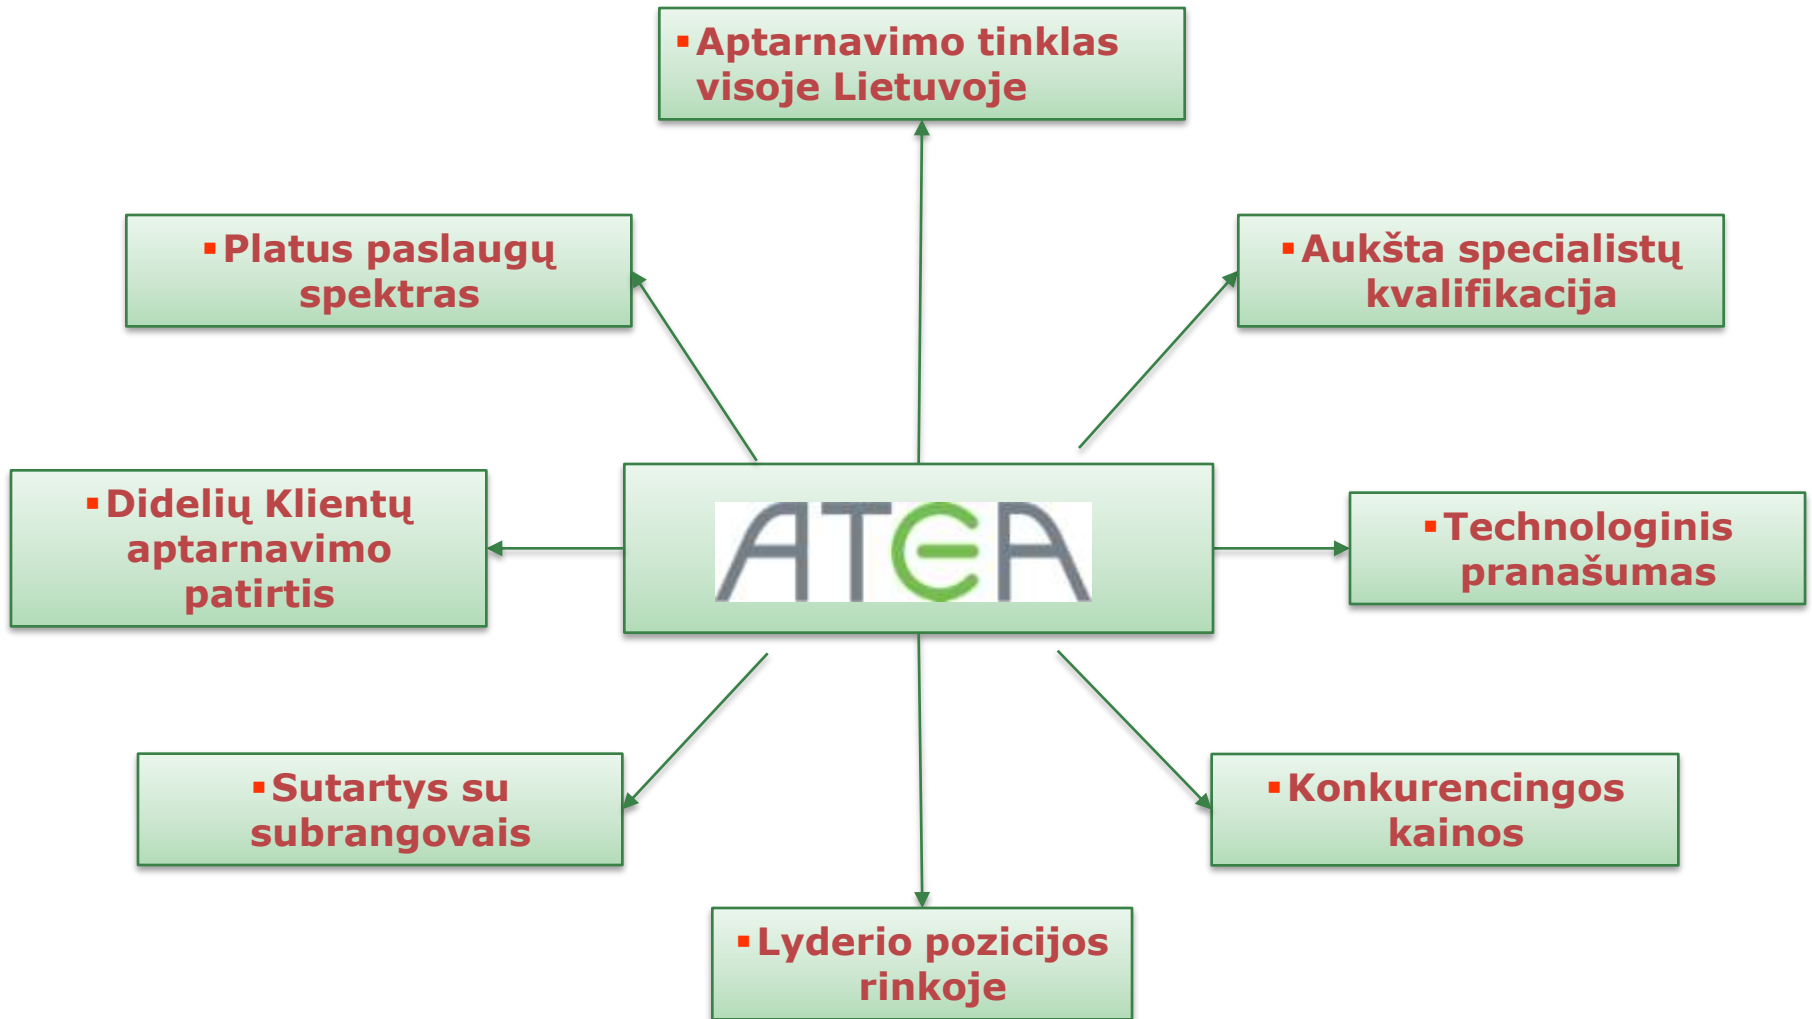 ▪ Aptarnavimo tinklas
visoje Lietuvoje
▪ Platus paslaugų
spektras
▪ Aukšta specialistų
kvalifikacija
▪ Didelių Klientų
aptarnavimo
patirtis
ATEA
▪ Technologinis
pranašumas
▪ Sutartys su
subrangovais
▪ Konkurencingos
kainos
▪ Lyderio pozicijos
rinkoje